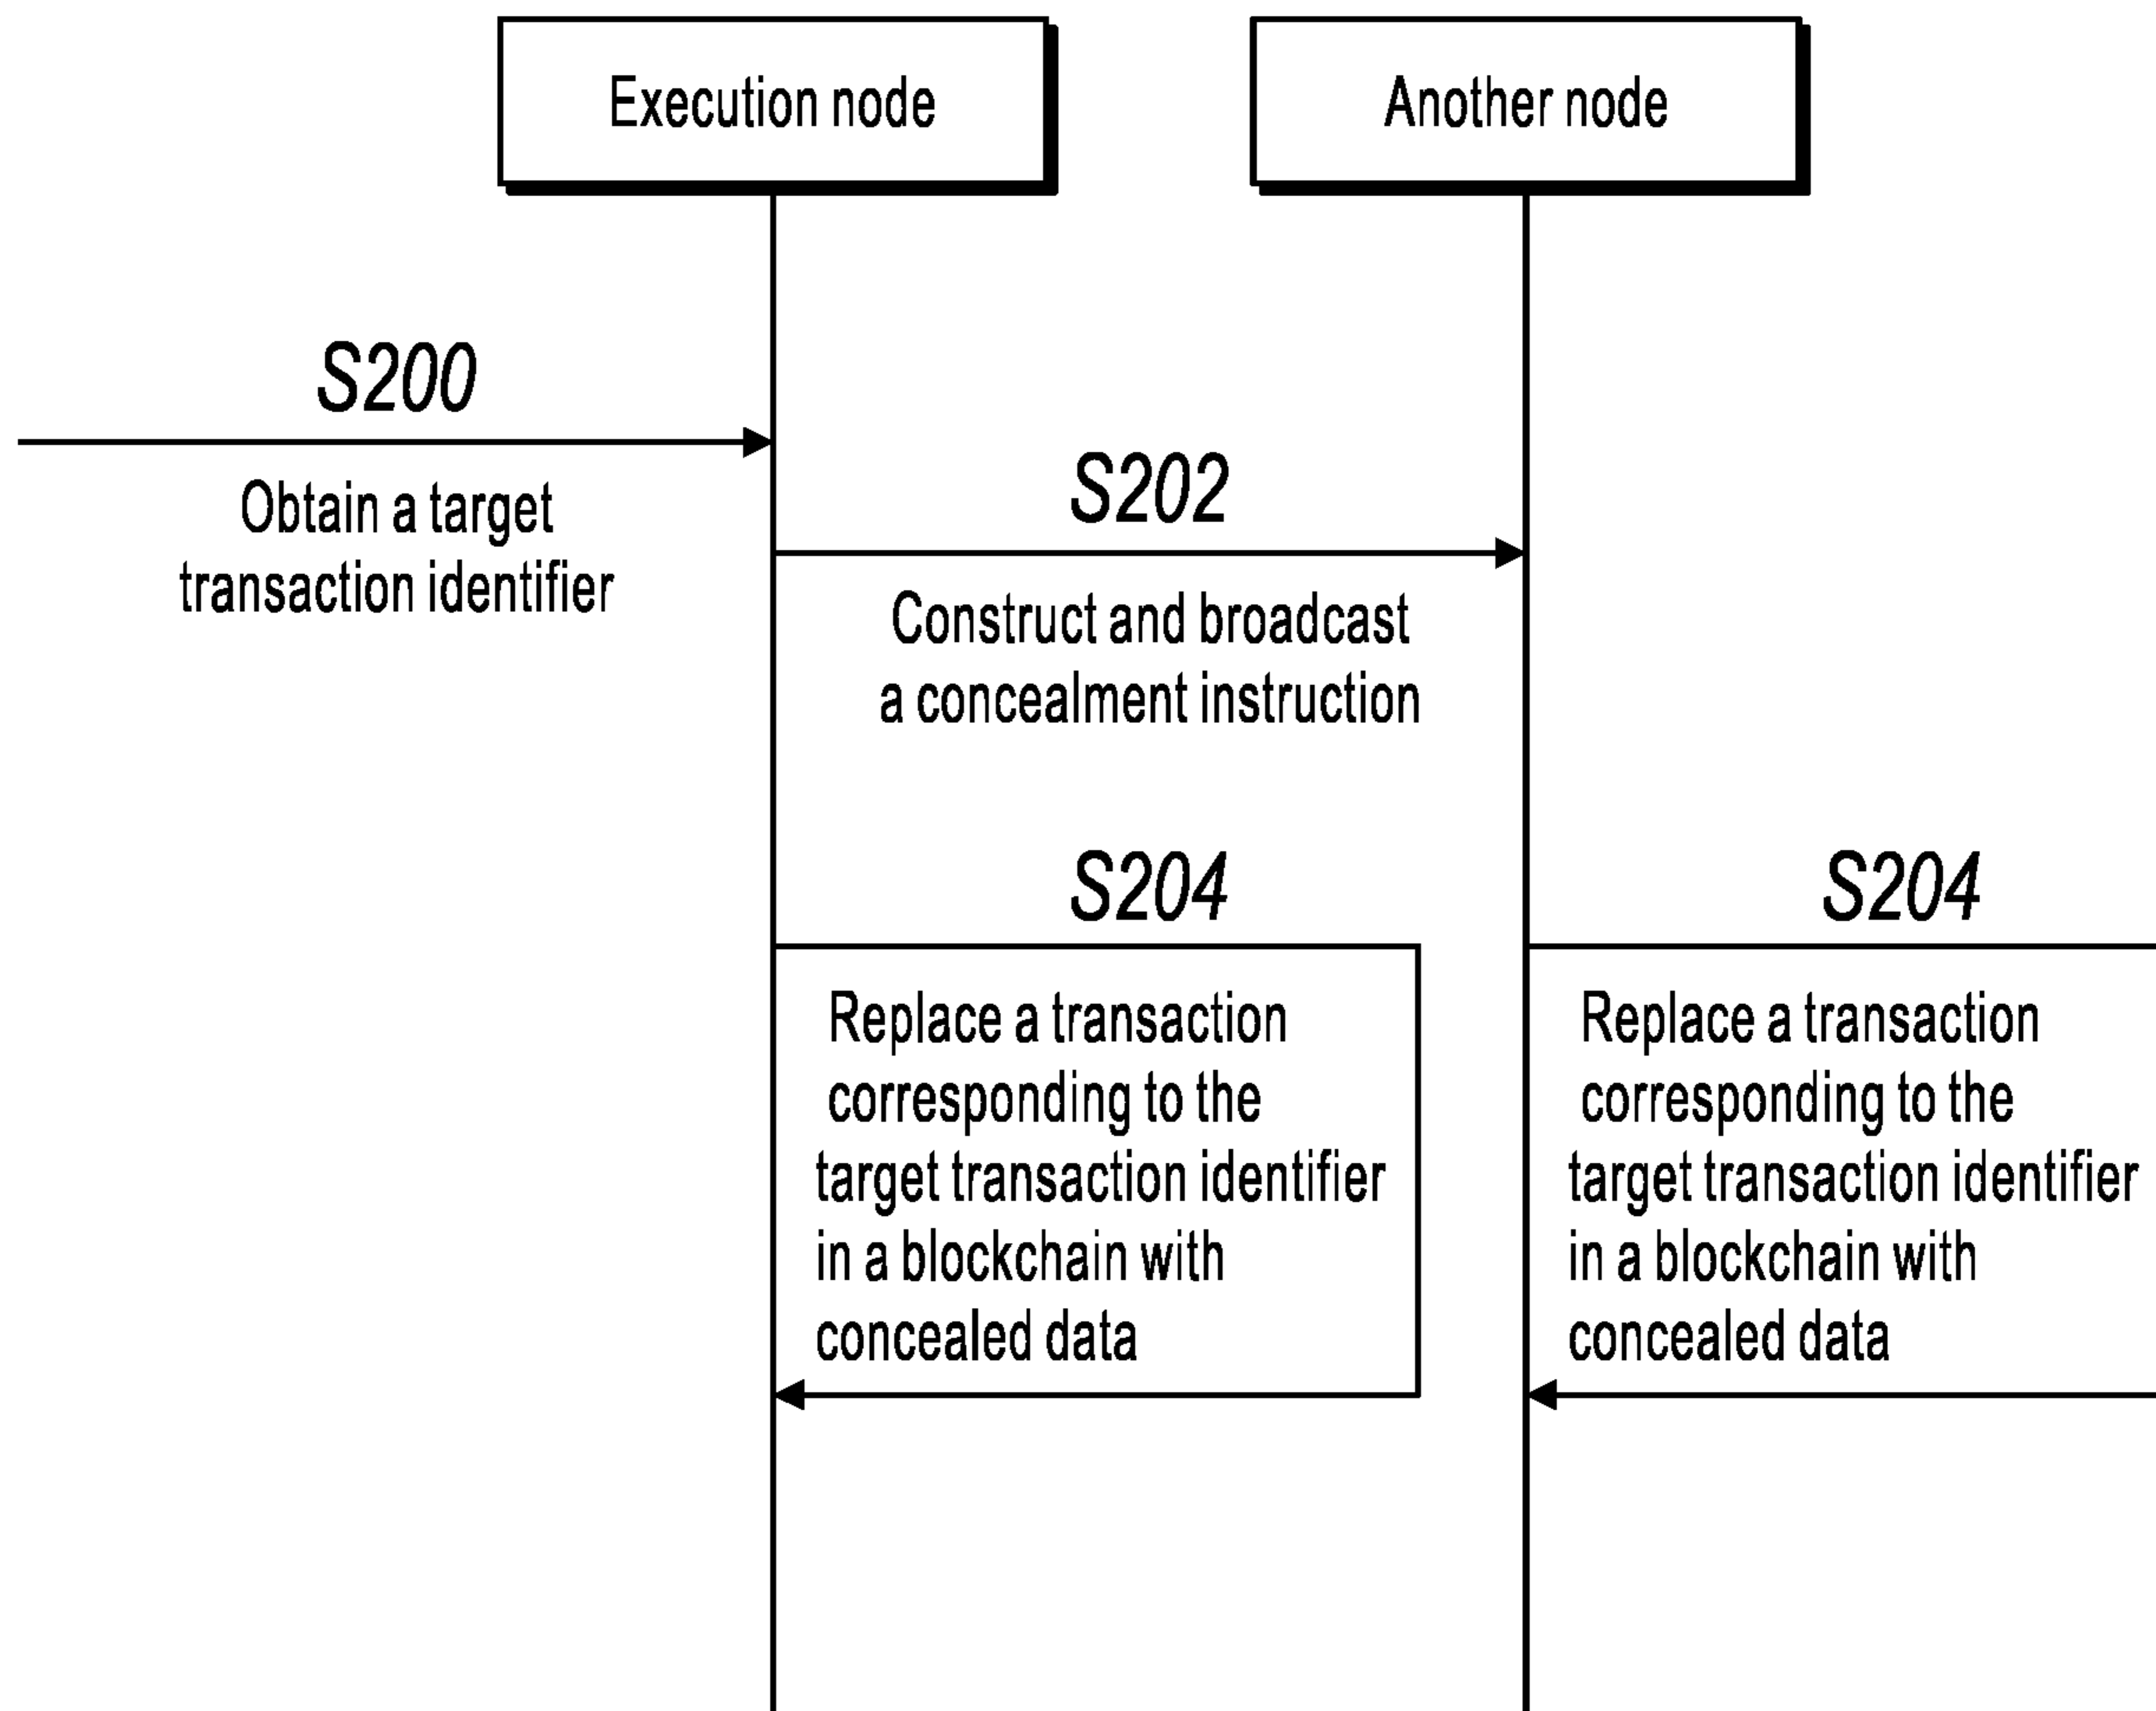 Execution node
Another node
S200
Obtain a target
transaction identifier
S202
Construct and broadcast
a concealment instruction
S204
Replace a transaction
corresponding to the
target transaction identifier
in a blockchain with
concealed data
S204
Replace a transaction
corresponding to the
target transaction identifier
in a blockchain with
concealed data